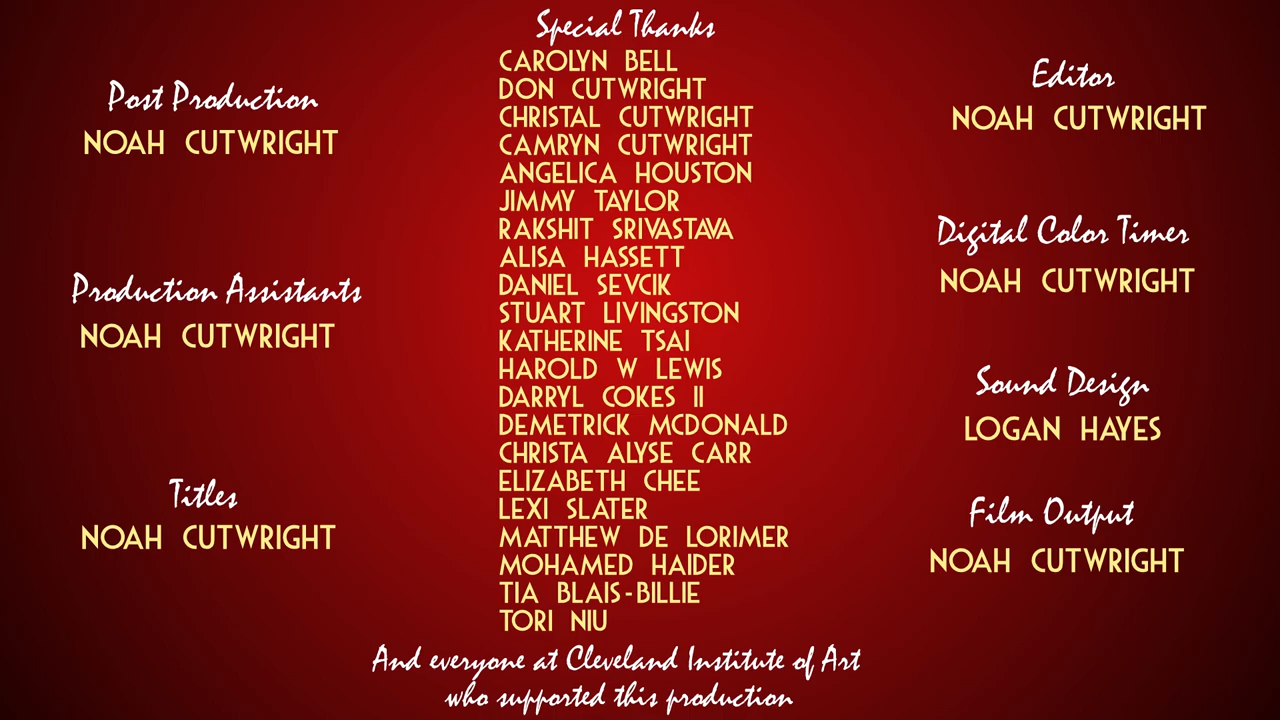 Post Production
NOAH CUTWRIGHT
Production Assistants
NOAH CUTWRIGHT
Titles
NOAH CUTWRIGHT
Special Thanks
CAROLYN BELL
DON CUTWRIGHT
CHRISTAL CUTWRIGHT
CAMRYN CUTWRIGHT
ANGELICA HOUSTON
JIMMY TAYLOR
RAKSHIT SRIVASTAVA
ALISA HASSETT
DANIEL SEVCIK
STUART LIVINGSTON
KATHERINE TSAI
HAROLD W LEWIS
DARRYL COKES II
DEMETRICK MCDONALD
CHRISTA ALYSE CARR
ELIZABETH CHEE
LEXI SLATER
MATTHEW DE LORIMER
MOHAMED HAIDER
TIA BLAIS-BILLIE
TORI NIU
And everyone at Cleveland Institute of Art
who supported this production
Editor
NOAH CUTWRIGHT
Digital Color Timer
NOAH CUTWRIGHT
Sound Design
LOGAN HAYES
Film Output
NOAH CUTWRIGHT